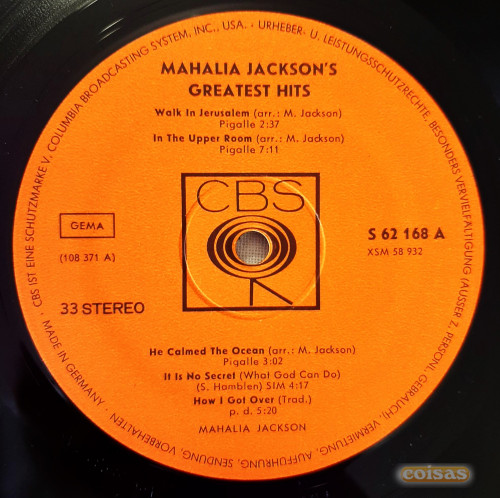 CBS IST EINE SCHUTZMARKE V. COLUMBIA BROADCASTING SYSTEM, INC., USA. - URHEBER- U. LEISTUNGSSCHUTZRECHTE, BESONDERS VERVIELFÄLTIGUNG (AUSSER Z. PERSÖNL. GEBRAUCH), VERMIETUNG, AUFFÜHRUNG, SENDUNG, VORBEHALTEN · MADE IN GERMANY ·
MAHALIA JACKSON'S
GREATEST HITS
Walk In Jerusalem (arr.: M. Jackson)
Pigalle 2:37
In The Upper Room (arr.: M. Jackson)
Pigalle 7:11
CBS
GEMA
(108 371 A)
33 STEREO
S 62 168 A
XSM 58 932
He Calmed The Ocean (arr.: M. Jackson)
Pigalle 3:02
It Is No Secret (What God Can Do)
(S. Hamblen) SIM 4:17
How I Got Over (Trad.)
p. d. 5:20
MAHALIA JACKSON
coisas